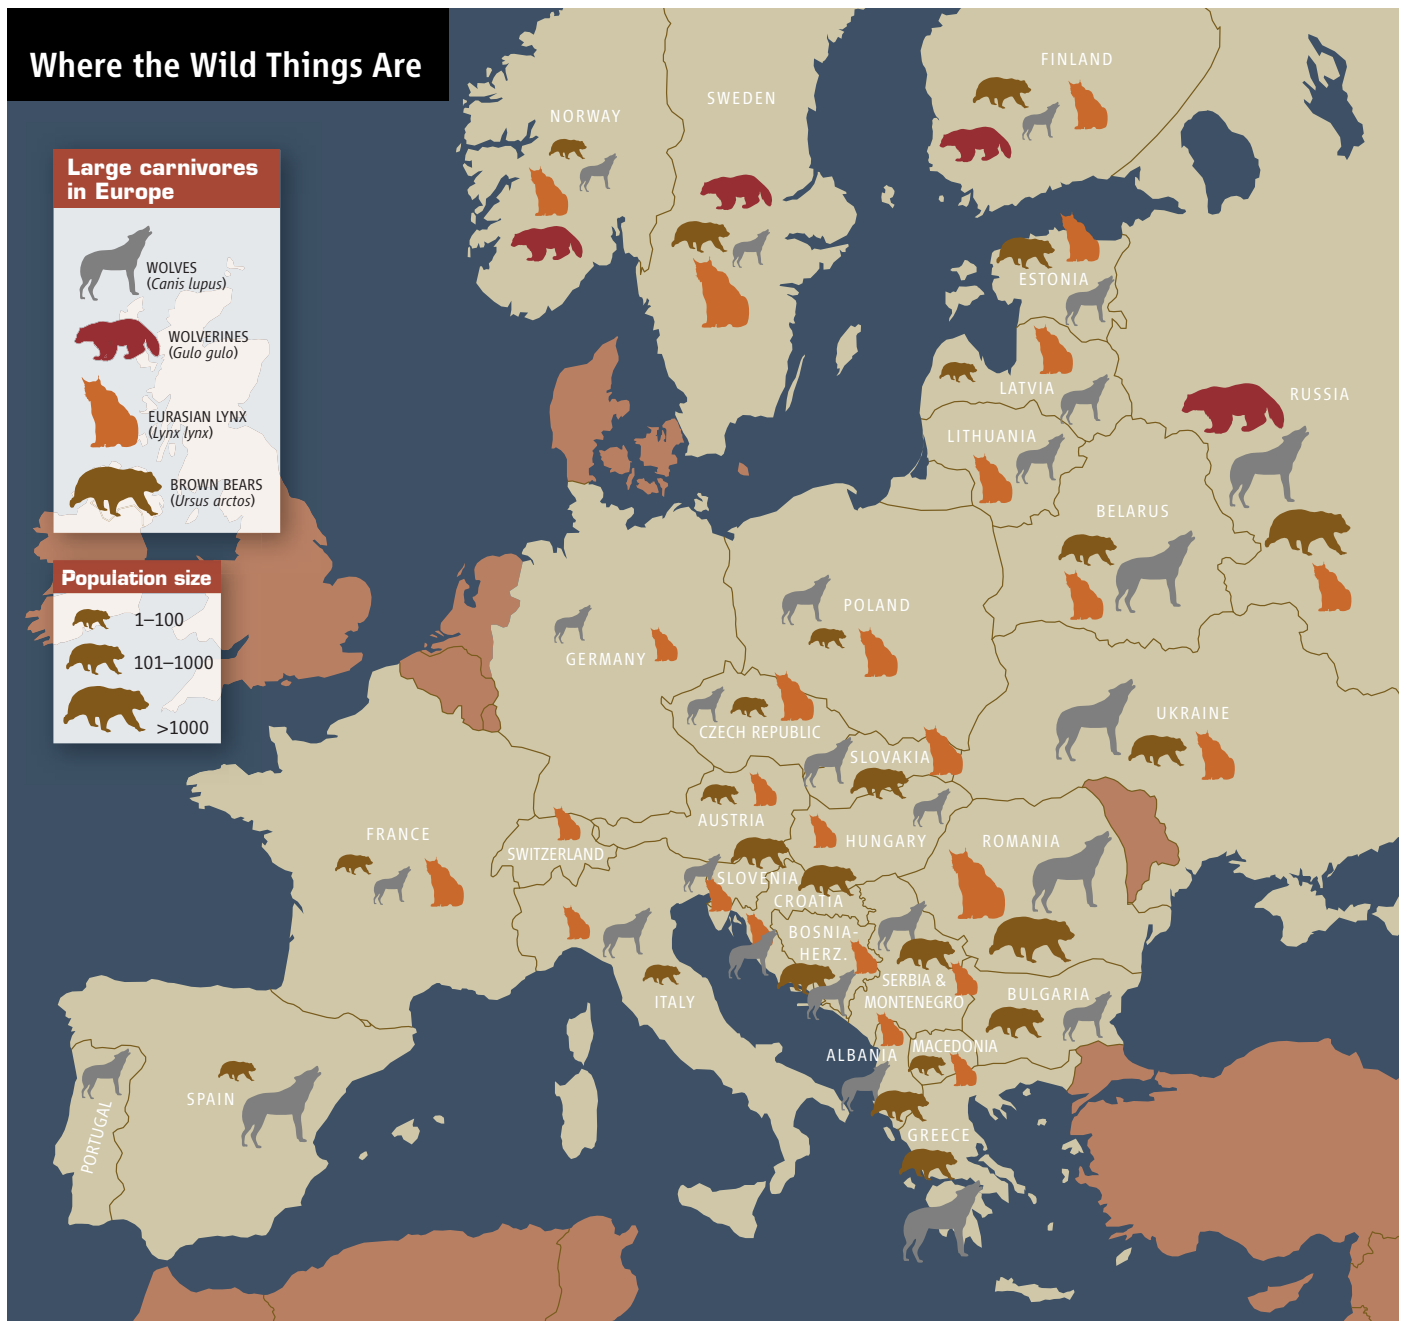 Where the Wild Things Are
Large carnivores
in Europe
WOLVES
(Canis lupus)
WOLVERINES
(Gulo gulo)
EURASIAN LYNX
(Lynx lynx)
BROWN BEARS
(Ursus arctos)
Population size
1–100
101–1000
>1000
FINLAND
SWEDEN
NORWAY
ESTONIA
LATVIA
RUSSIA
LITHUANIA
BELARUS
POLAND
GERMANY
UKRAINE
CZECH REPUBLIC
SLOVAKIA
AUSTRIA
FRANCE
HUNGARY
ROMANIA
SWITZERLAND
SLOVENIA
CROATIA
BOSNIA-
HERZ.
SERBIA &
MONTENEGRO
BULGARIA
ITALY
MACEDONIA
ALBANIA
SPAIN
PORTUGAL
GREECE